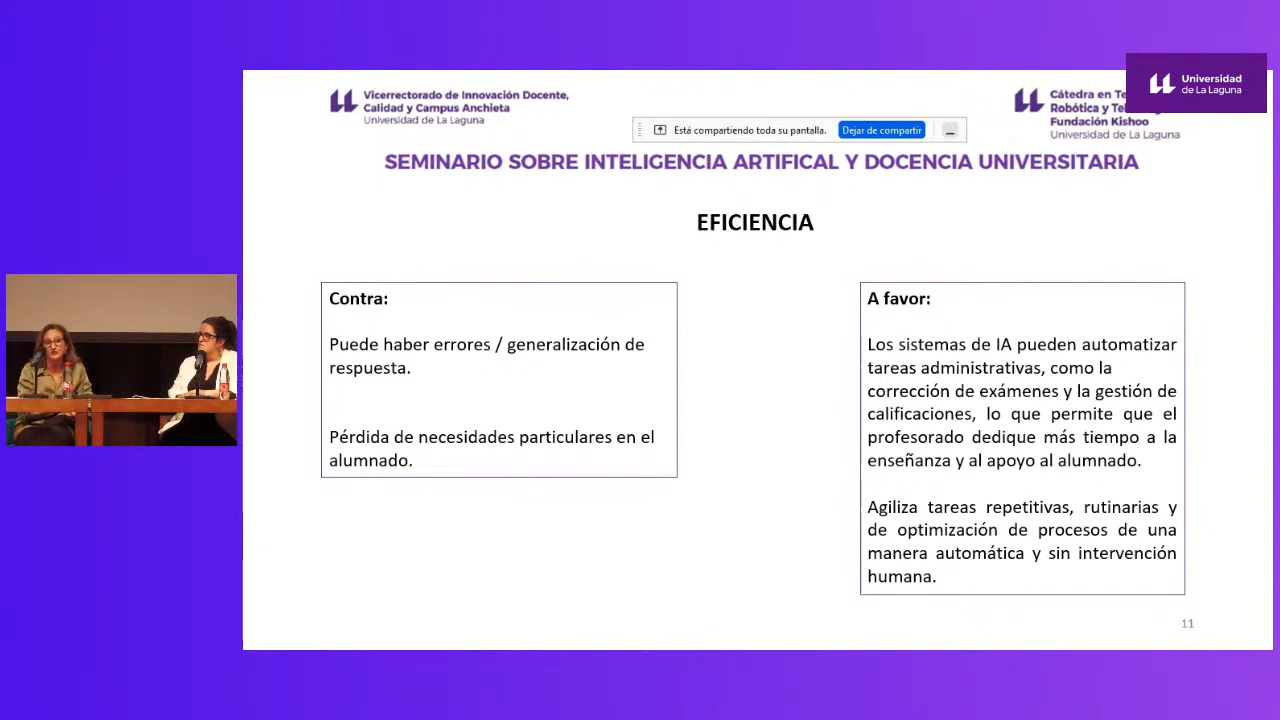 Vicerrectorado de Innovación Docente,
Calidad y Campus Anchieta
Universidad de La Laguna
Cátedra en Te
Robótica y Te
Fundación Kishoo
Universidad de La Laguna
Universidad
de La Laguna
Está compartiendo toda su pantalla.
Dejar de compartir
SEMINARIO SOBRE INTELIGENCIA ARTIFICAL Y DOCENCIA UNIVERSITARIA
EFICIENCIA
Contra:
Puede haber errores / generalización de
respuesta.
Pérdida de necesidades particulares en el
alumnado.
A favor:
Los sistemas de IA pueden automatizar
tareas administrativas, como la
corrección de exámenes y la gestión de
calificaciones, lo que permite que el
profesorado dedique más tiempo a la
enseñanza y al apoyo al alumnado.
Agiliza tareas repetitivas, rutinarias y
de optimización de procesos de una
manera automática y sin intervención
humana.
11